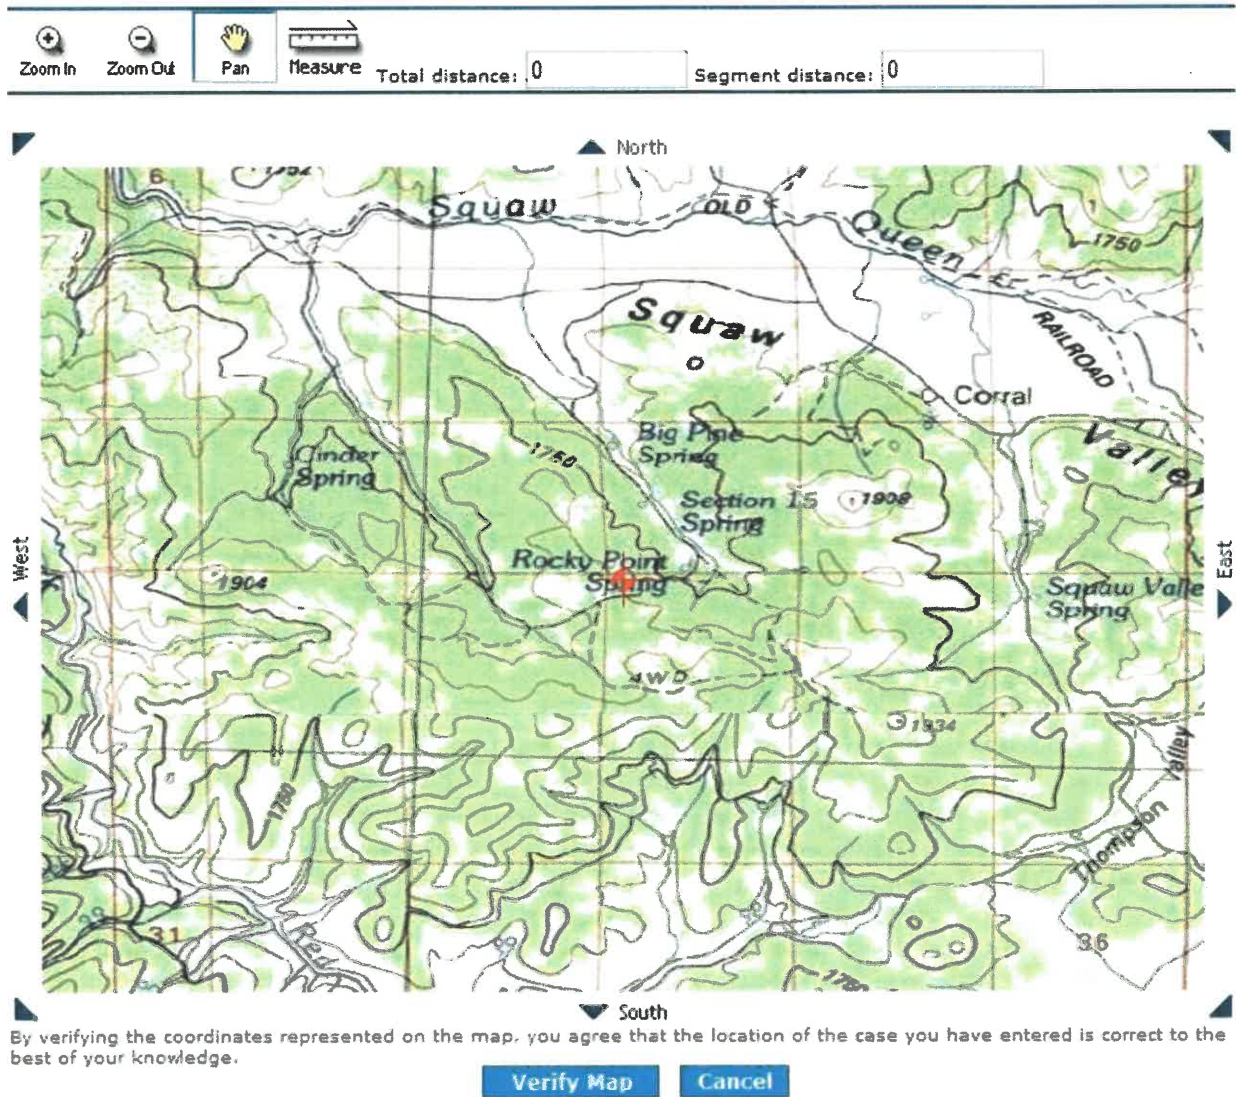 Zoom In
Zoom Out
Pan
Measure
Total distance: 0
Segment distance: 0
North
6
1952
Squaw
OLD
Queen
1750
Squaw
RAILROAD
Corral
Big Pine
Spring
Valley
Cinder
Spring
1750
Section 15
Spring
1908
West
East
Rocky Point
Spring
1904
Squaw Valle
Spring
4WD
1934
Valley
1750
Thompson
31
Red
36
1750
South
By verifying the coordinates represented on the map, you agree that the location of the case you have entered is correct to the
best of your knowledge.
Verify Map
Cancel